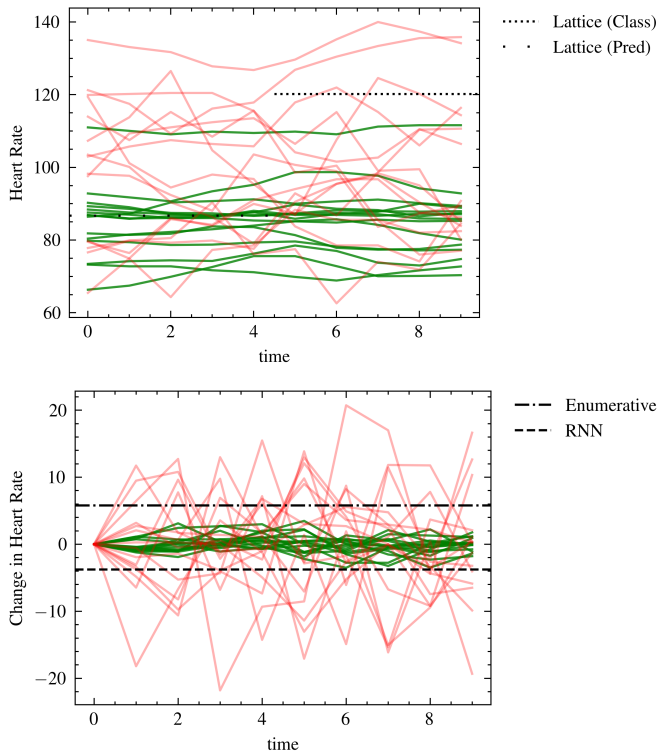 140
120
100
80
60
Heart Rate
0 2 4 6 8
time
Lattice (Class)
Lattice (Pred)
20
10
0
−10
−20
Change in Heart Rate
0 2 4 6 8
time
Enumerative
RNN